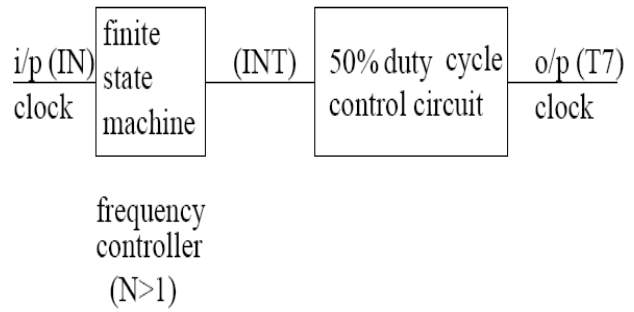 i/p (IN)
clock
finite
state
machine
(INT)
50% duty cycle
control circuit
o/p (T7)
clock
frequency
controller
(N>1)